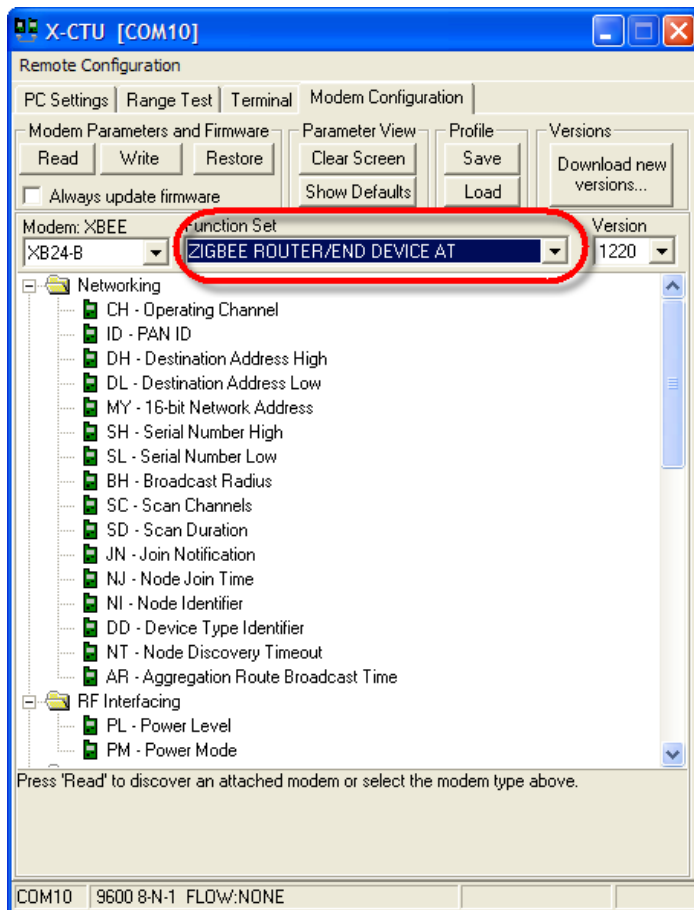 X-CTU [COM10]
Remote Configuration
PC Settings Range Test Terminal Modem Configuration
Modem Parameters and Firmware Parameter View Profile Versions
Read Write Restore Clear Screen Save Download new versions...
Always update firmware Show Defaults Load
Modem: XBEE Function Set Version
XB24-B ZIGBEE ROUTER/END DEVICE AT 1220
Networking
CH - Operating Channel
ID - PAN ID
DH - Destination Address High
DL - Destination Address Low
MY - 16-bit Network Address
SH - Serial Number High
SL - Serial Number Low
BH - Broadcast Radius
SC - Scan Channels
SD - Scan Duration
JN - Join Notification
NJ - Node Join Time
NI - Node Identifier
DD - Device Type Identifier
NT - Node Discovery Timeout
AR - Aggregation Route Broadcast Time
RF Interfacing
PL - Power Level
PM - Power Mode
Press 'Read' to discover an attached modem or select the modem type above.
COM10 9600 8-N-1 FLOW:NONE